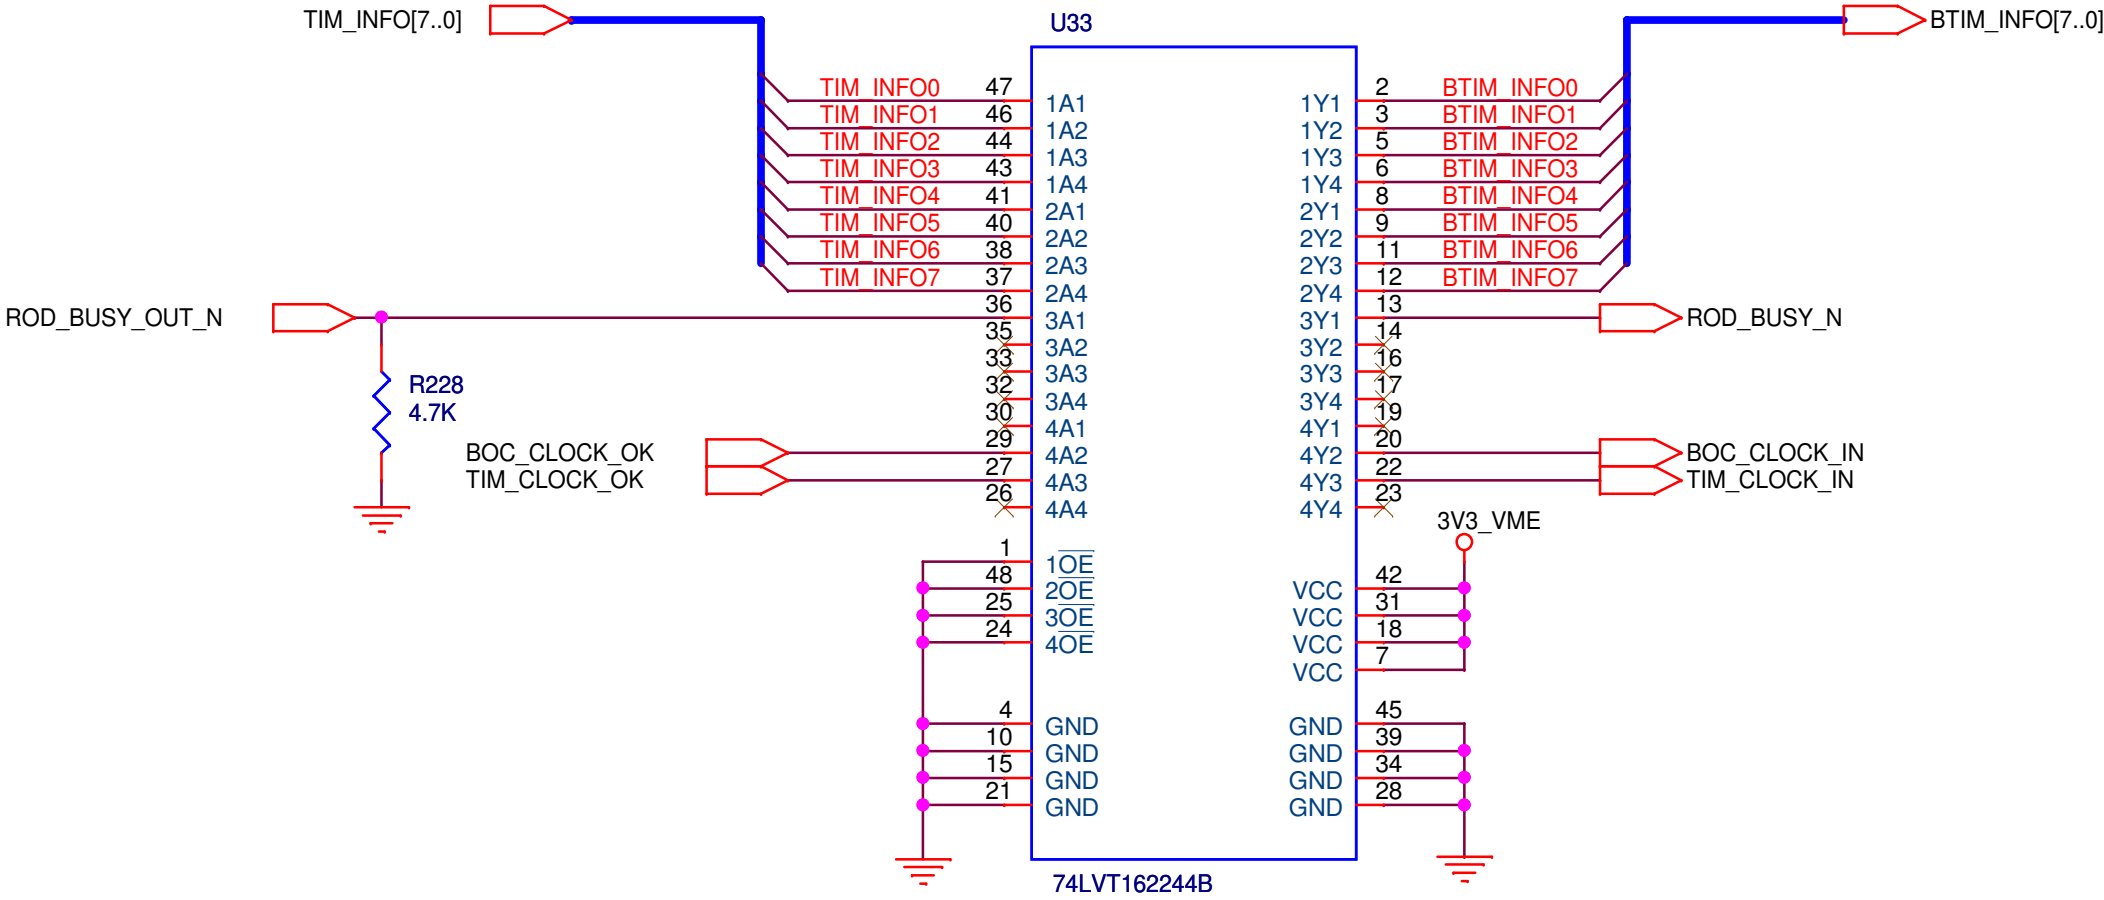 TIM_INFO[7..0] U33 BTIM_INFO[7..0]
TIM_INFO0 47 1A1 1Y1 2 BTIM_INFO0
TIM_INFO1 46 1A2 1Y2 3 BTIM_INFO1
TIM_INFO2 44 1A3 1Y3 5 BTIM_INFO2
TIM_INFO3 43 1A4 1Y4 6 BTIM_INFO3
TIM_INFO4 41 2A1 2Y1 8 BTIM_INFO4
TIM_INFO5 40 2A2 2Y2 9 BTIM_INFO5
TIM_INFO6 38 2A3 2Y3 11 BTIM_INFO6
TIM_INFO7 37 2A4 2Y4 12 BTIM_INFO7
ROD_BUSY_OUT_N 36 3A1 3Y1 13 ROD_BUSY_N
35 3A2 3Y2 14
33 3A3 3Y3 16
R228
32 3A4 3Y4 17
4.7K
30 4A1 4Y1 19
BOC_CLOCK_OK 29 4A2 4Y2 20 BOC_CLOCK_IN
TIM_CLOCK_OK 27 4A3 4Y3 22 TIM_CLOCK_IN
26 4A4 4Y4 23
3V3_VME
1 1OE
48 2OE VCC 42
25 3OE VCC 31
24 4OE VCC 18
VCC 7
4 GND GND 45
10 GND GND 39
15 GND GND 34
21 GND GND 28
74LVT162244B